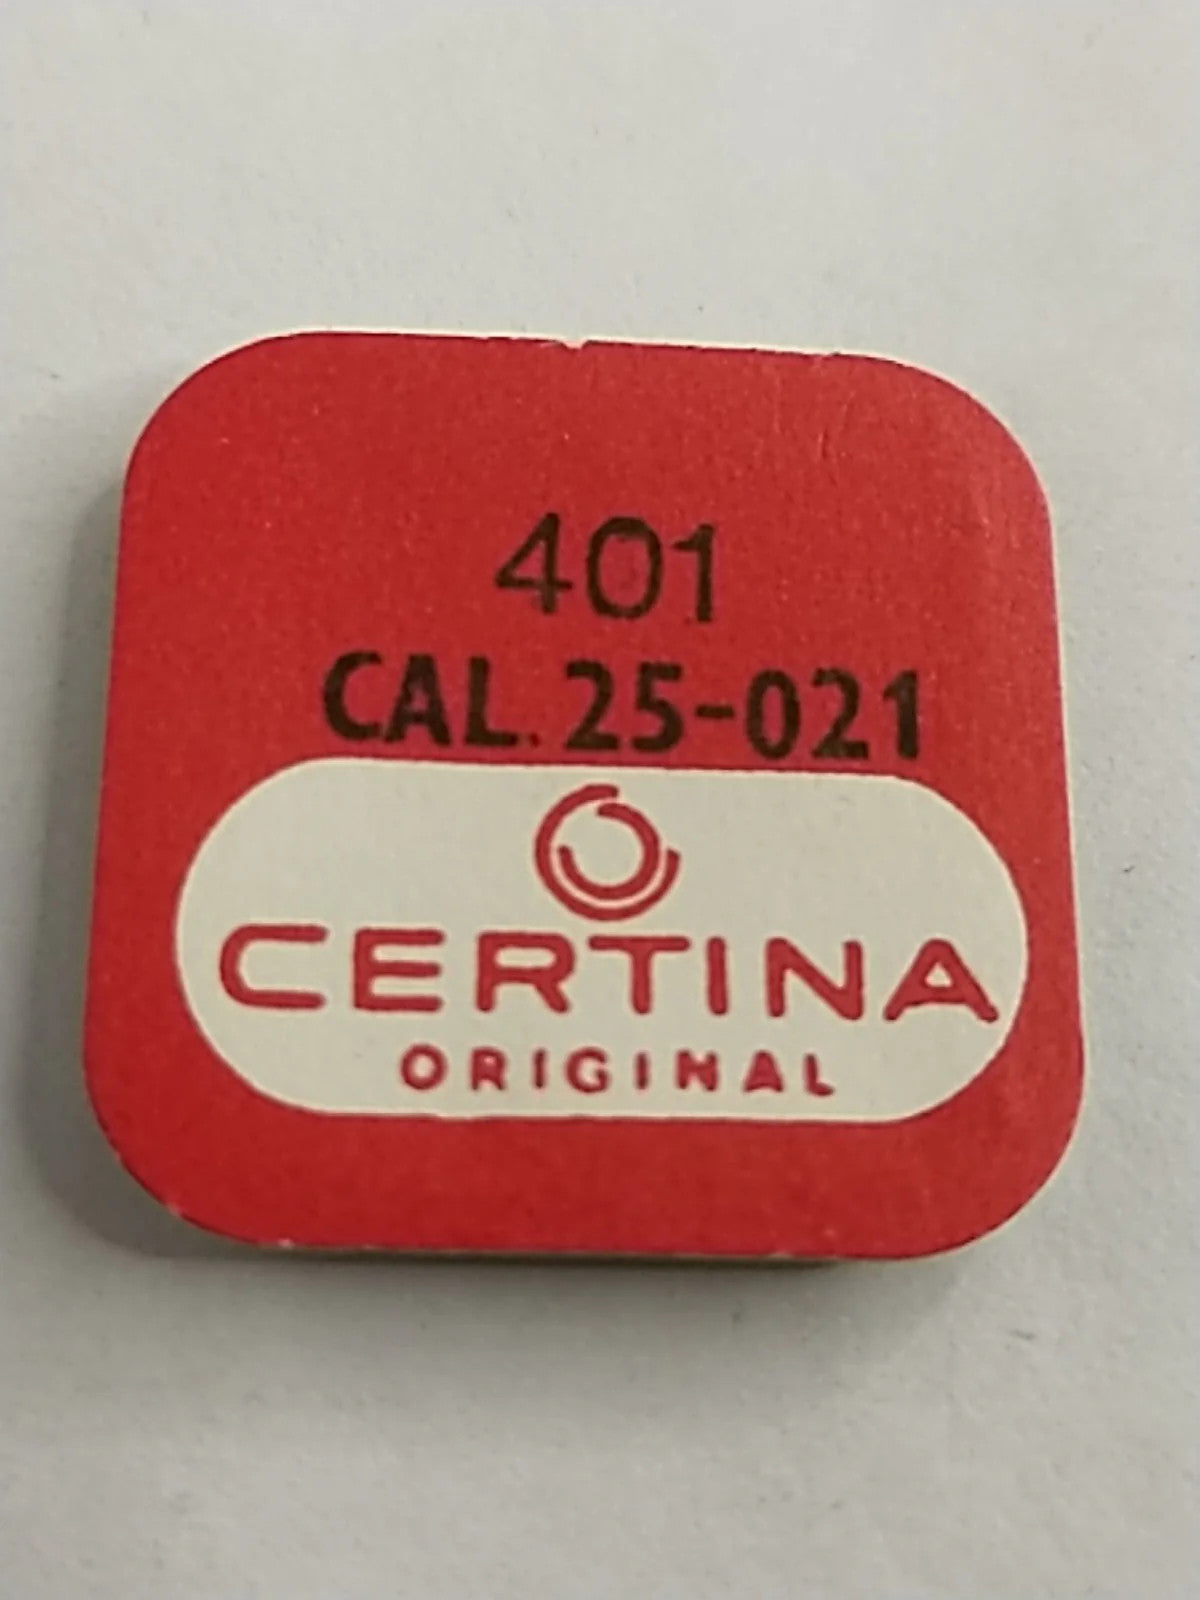 401
CAL. 25-021
CERTINA
ORIGINAL